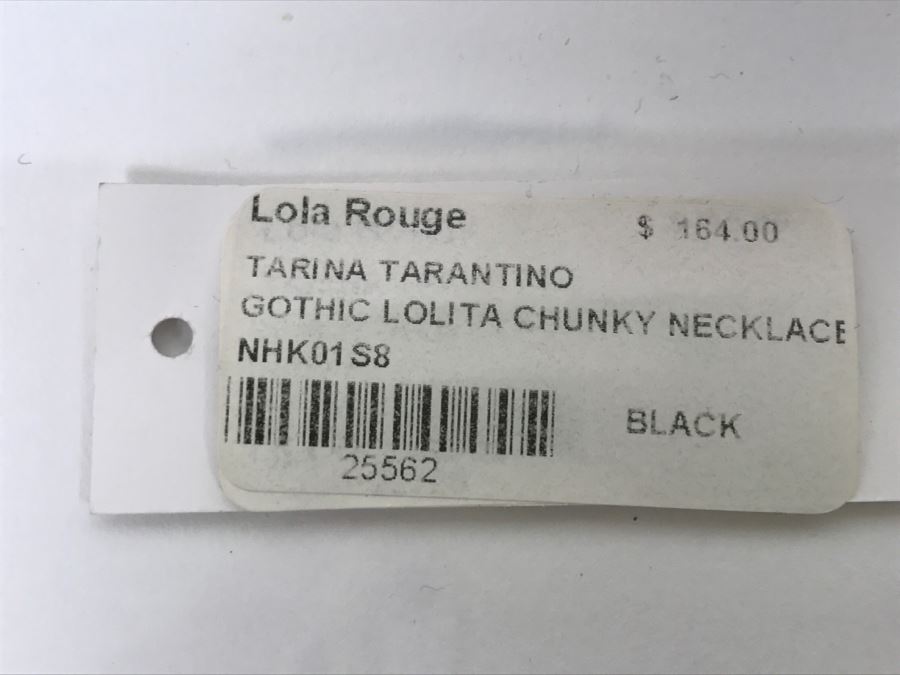 Lola Rouge $ 164.00
TARINA TARANTINO
GOTHIC LOLITA CHUNKY NECKLACE
NHK01S8
BLACK
25562